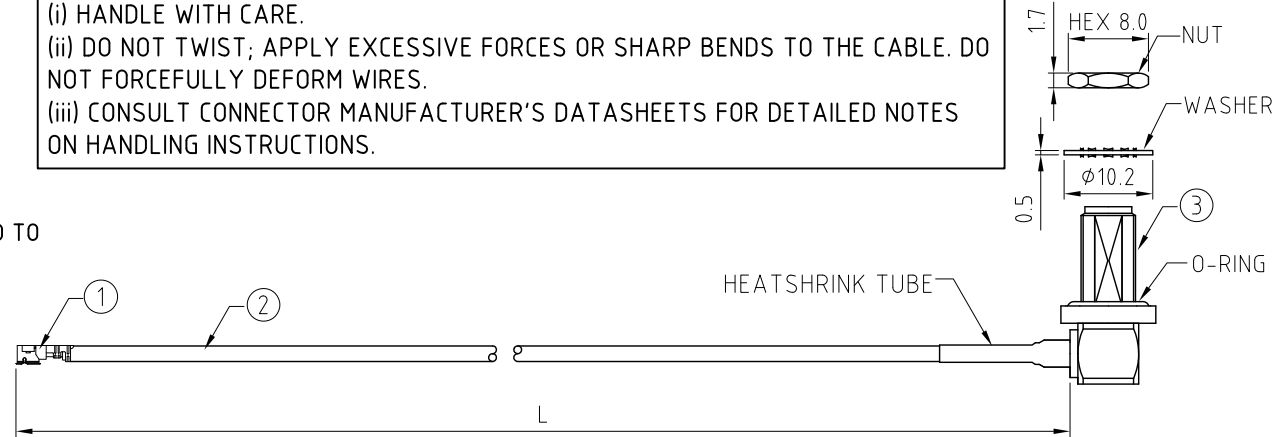 (i) HANDLE WITH CARE.
(ii) DO NOT TWIST; APPLY EXCESSIVE FORCES OR SHARP BENDS TO THE CABLE. DO
NOT FORCEFULLY DEFORM WIRES.
(iii) CONSULT CONNECTOR MANUFACTURER'S DATASHEETS FOR DETAILED NOTES
ON HANDLING INSTRUCTIONS.
1.7
HEX 8.0
NUT
WASHER
0.5
ϕ10.2
3
O-RING
TO
HEATSHRINK TUBE
1
2
L